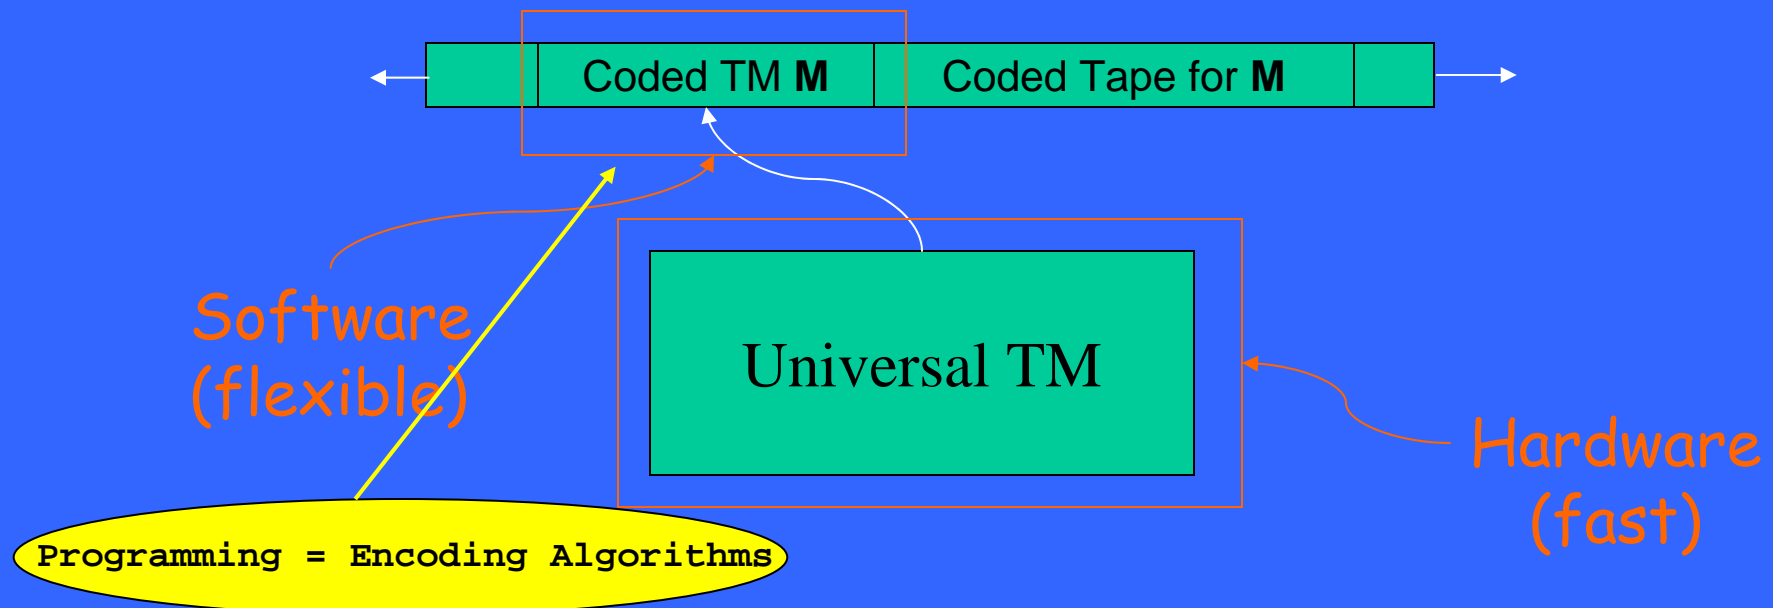 Coded TM M
Coded Tape for M
Software
(flexible)
Universal TM
Hardware
(fast)
Programming = Encoding Algorithms